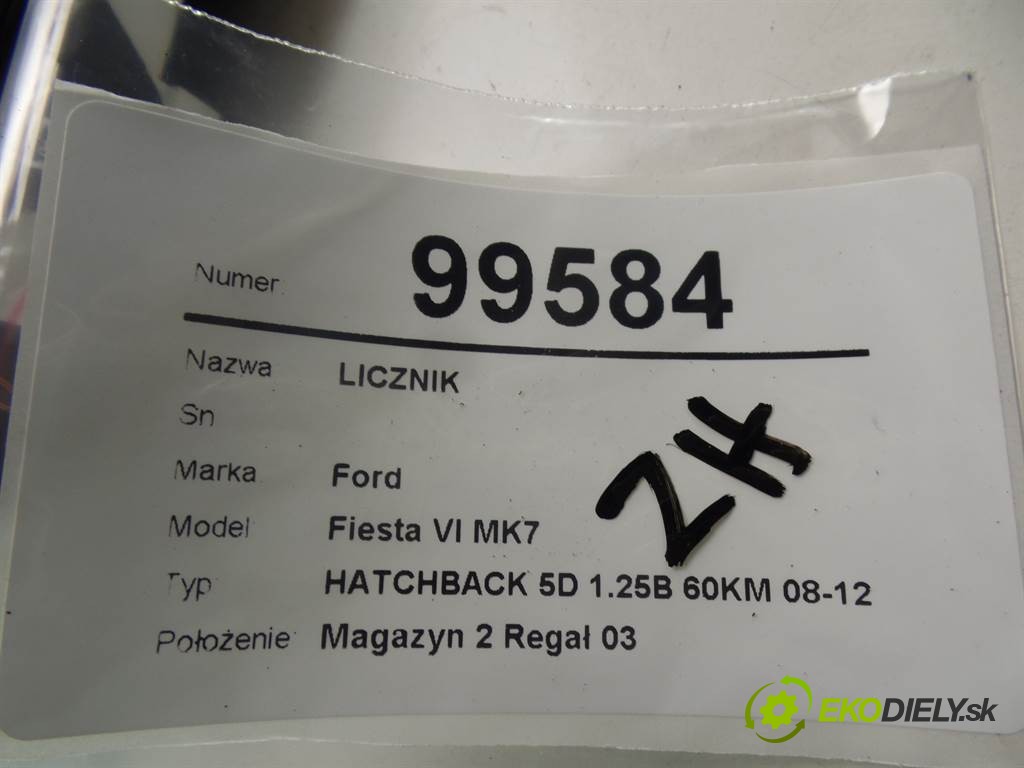 Numer 99584
Nazwa LICZNIK
Sn
Marka Ford
Model Fiesta VI MK7
Typ HATCHBACK 5D 1.25B 60KM 08-12
Położenie Magazyn 2 Regał 03
ZH
EKODIELY.sk